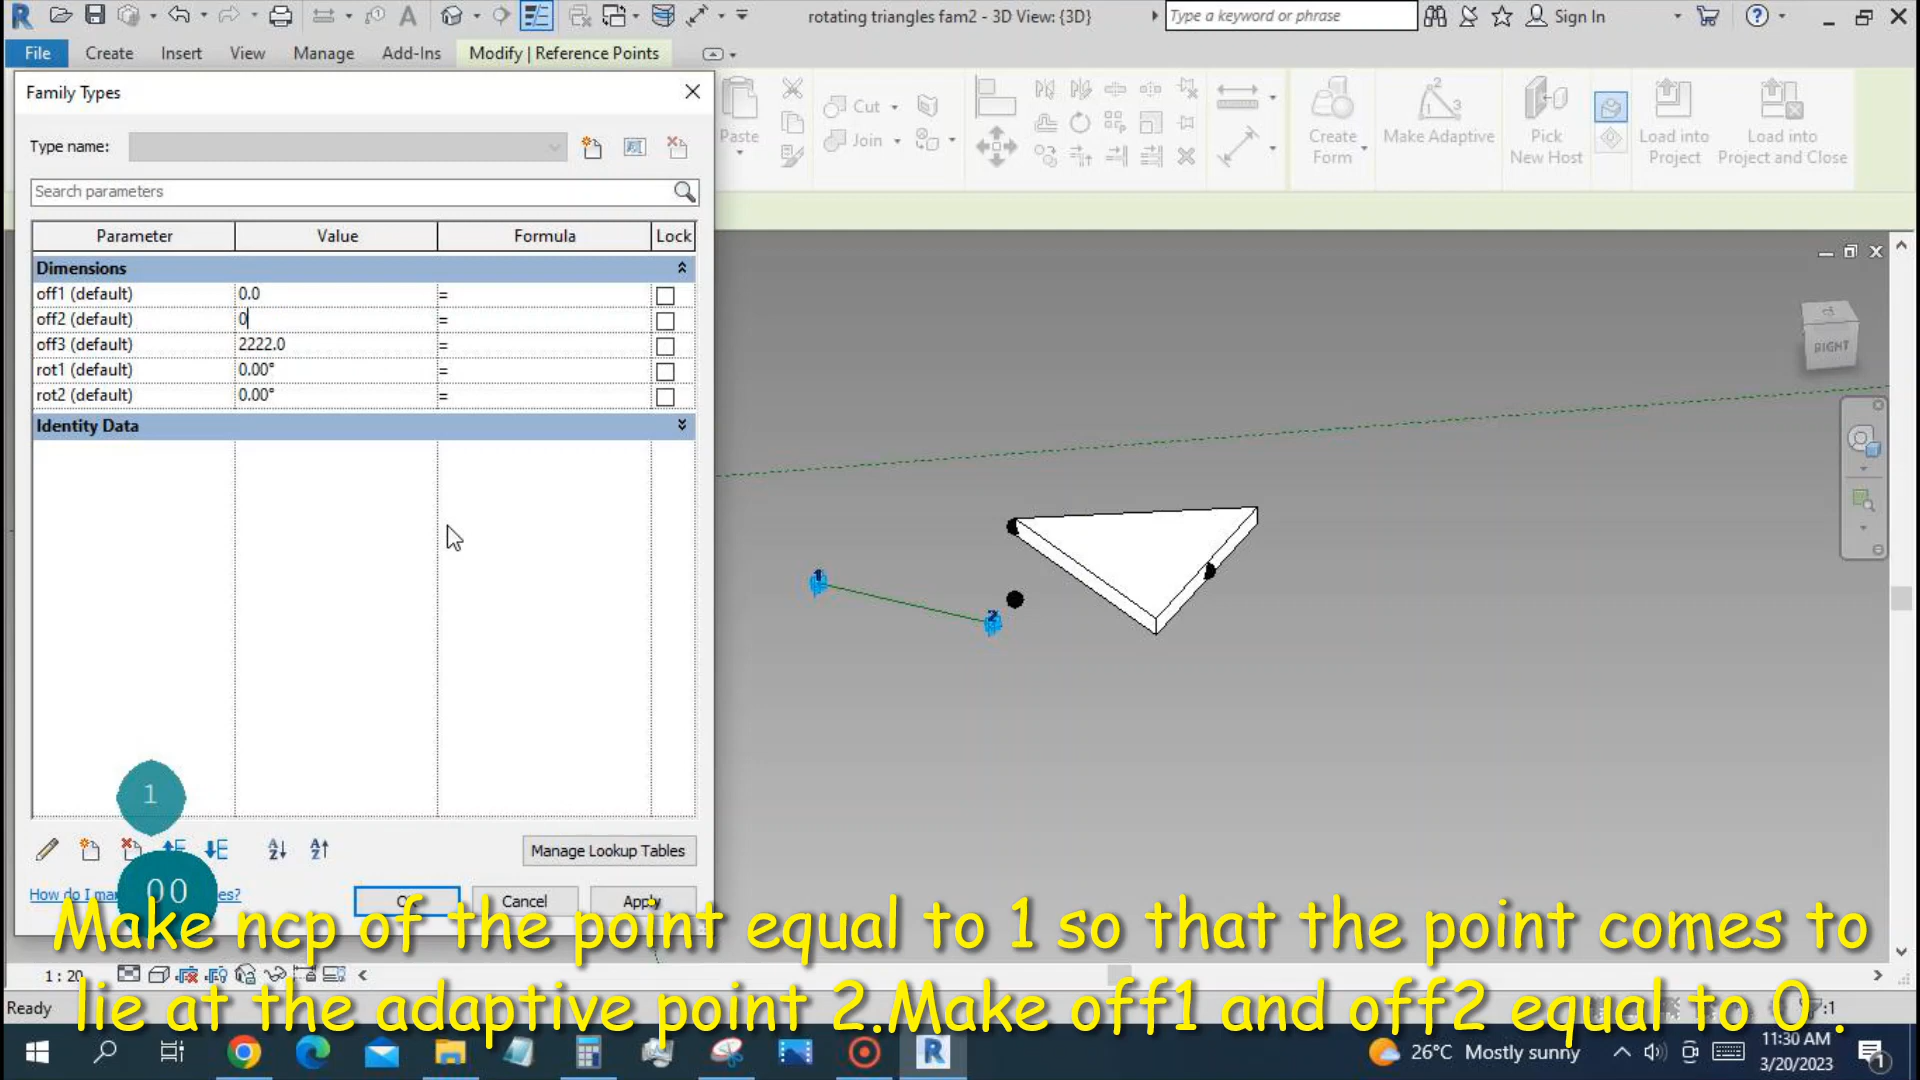 rotating triangles fam2 - 3D View: {3D}
Type a keyword or phrase
Sign In
File
Create
Insert
View
Manage
Add-Ins
Modify | Reference Points
Family Types
Type name:
Search parameters
Parameter Value Formula Lock
Dimensions
off1 (default) 0.0 =
off2 (default) 0 =
off3 (default) 2222.0 =
rot1 (default) 0.00° =
rot2 (default) 0.00° =
Identity Data
Manage Lookup Tables
Cancel
Apply
Paste
Cut
Join
Create
Form
Make Adaptive
Pick
New Host
Load into
Project
Load into
Project and Close
RIGHT
1
2
1
00
Make ncp of the point equal to 1 so that the point comes to
lie at the adaptive point 2.Make off1 and off2 equal to 0 .
1 : 20
Ready
:1
26°C Mostly sunny
11:30 AM
3/20/2023
1